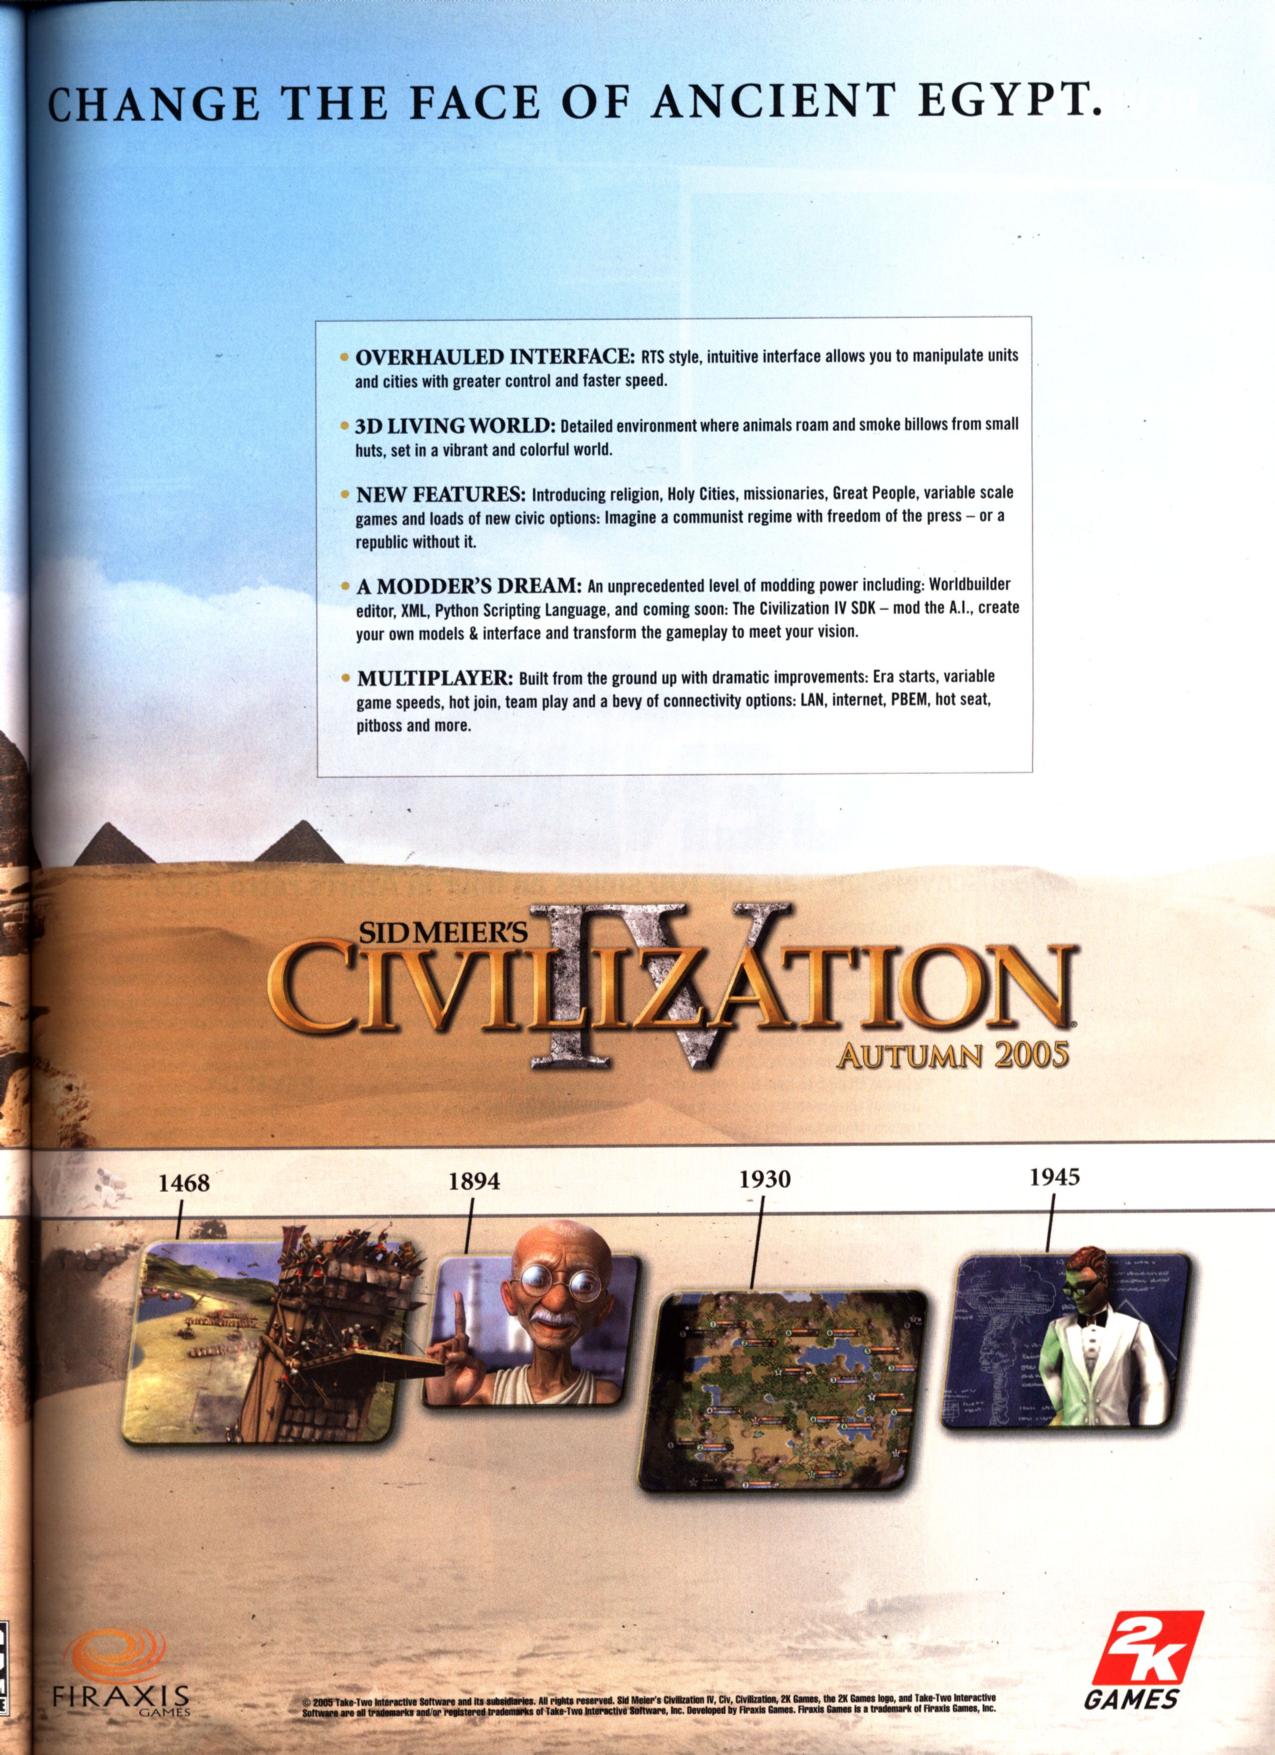 CHANGE THE FACE OF ANCIENT EGYPT.
• OVERHAULED INTERFACE: RTS style, intuitive interface allows you to manipulate units
and cities with greater control and faster speed.
• 3D LIVING WORLD: Detailed environment where animals roam and smoke billows from small
huts, set in a vibrant and colorful world.
• NEW FEATURES: Introducing religion, Holy Cities, missionaries, Great People, variable scale
games and loads of new civic options: Imagine a communist regime with freedom of the press – or a
republic without it.
• A MODDER'S DREAM: An unprecedented level of modding power including: Worldbuilder
editor, XML, Python Scripting Language, and coming soon: The Civilization IV SDK – mod the A.I., create
your own models & interface and transform the gameplay to meet your vision.
• MULTIPLAYER: Built from the ground up with dramatic improvements: Era starts, variable
game speeds, hot join, team play and a bevy of connectivity options: LAN, internet, PBEM, hot seat,
pitboss and more.
SID MEIER'S
IV
CIVILIZATION®
AUTUMN 2005
1468
1894
1930
1945
FIRAXIS
GAMES
© 2005 Take-Two Interactive Software and its subsidiaries. All rights reserved. Sid Meier's Civilization IV, Civ, Civilization, 2K Games, the 2K Games logo, and Take-Two Interactive
Software are all trademarks and/or registered trademarks of Take-Two Interactive Software, Inc. Developed by Firaxis Games. Firaxis Games is a trademark of Firaxis Games, Inc.
2K
GAMES